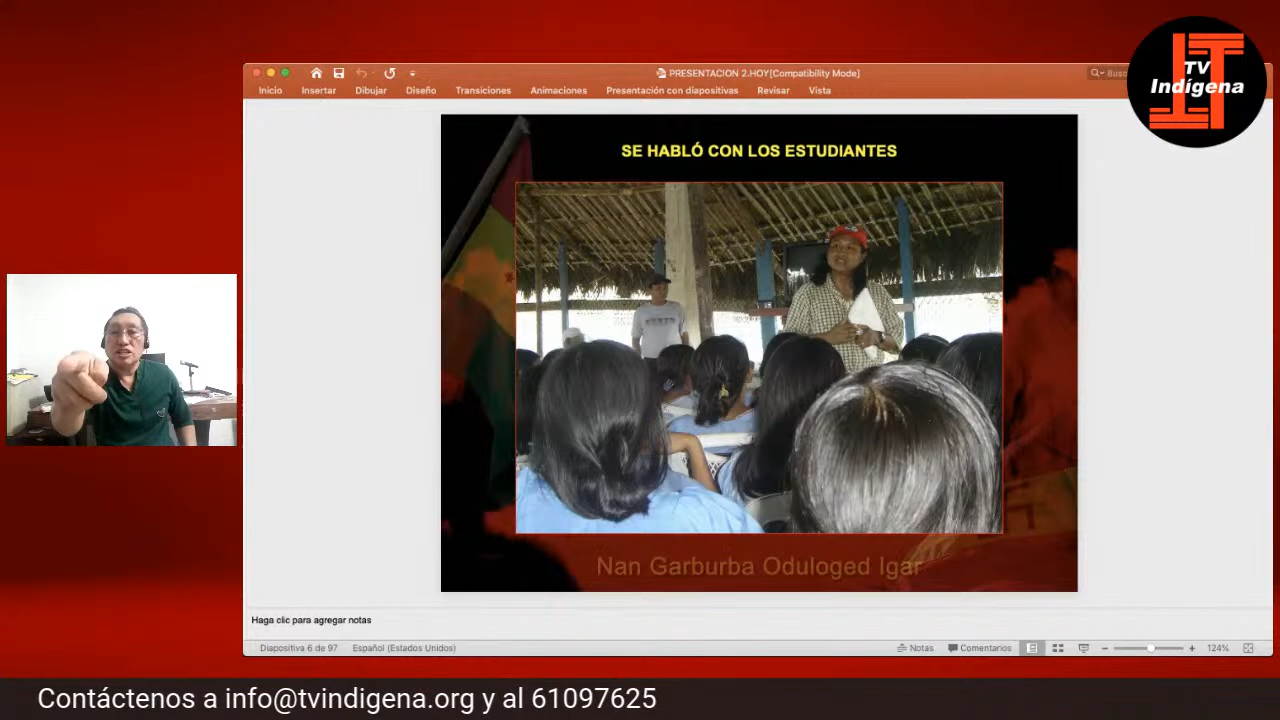 PRESENTACION 2.HOY[Compatibility Mode]
Inicio Insertar Dibujar Diseño Transiciones Animaciones Presentación con diapositivas Revisar Vista
TV
Indígena
SE HABLÓ CON LOS ESTUDIANTES
Nan Garburba Oduloged Igar
Haga clic para agregar notas
Diapositiva 6 de 97 Español (Estados Unidos) Notas Comentarios 124%
Contáctenos a info@tvindigena.org y al 61097625